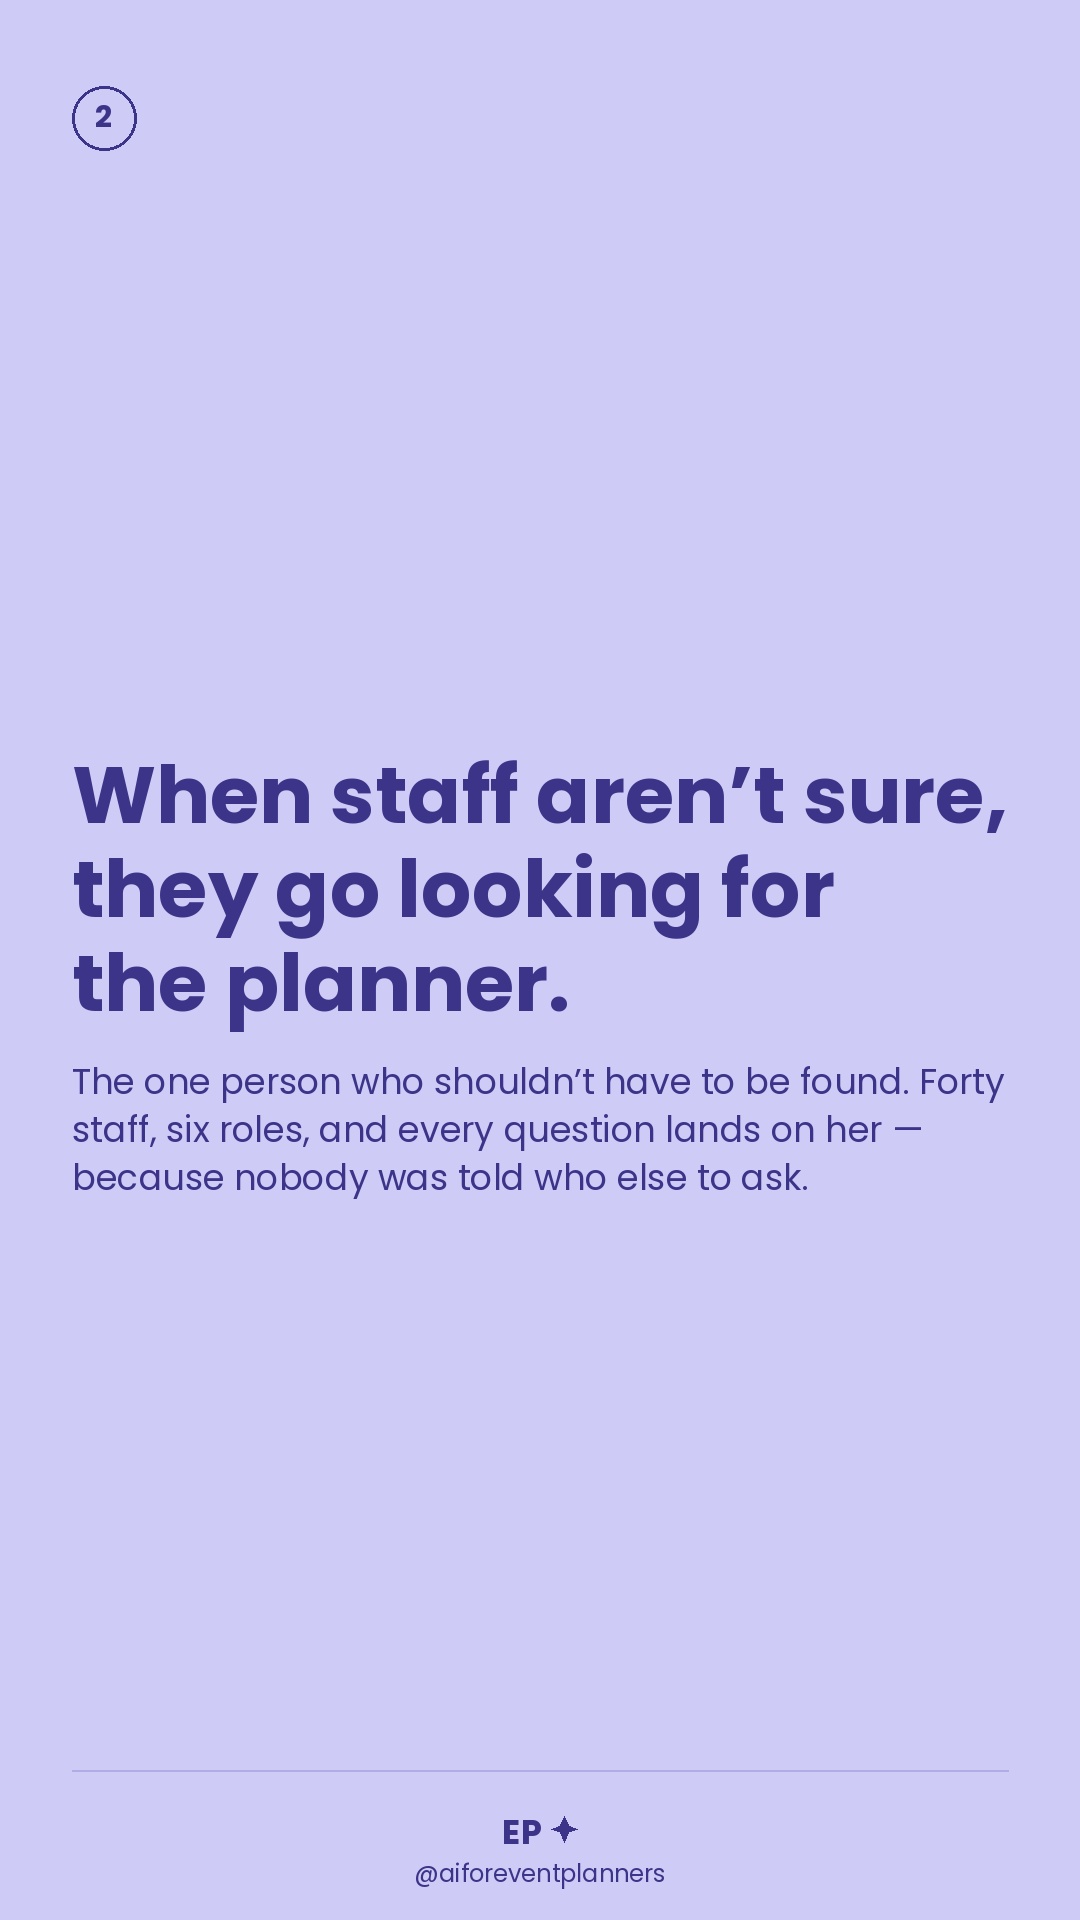 2
When staff aren’t sure,
they go looking for
the planner.
The one person who shouldn’t have to be found. Forty
staff, six roles, and every question lands on her —
because nobody was told who else to ask.
EP
@aiforeventplanners